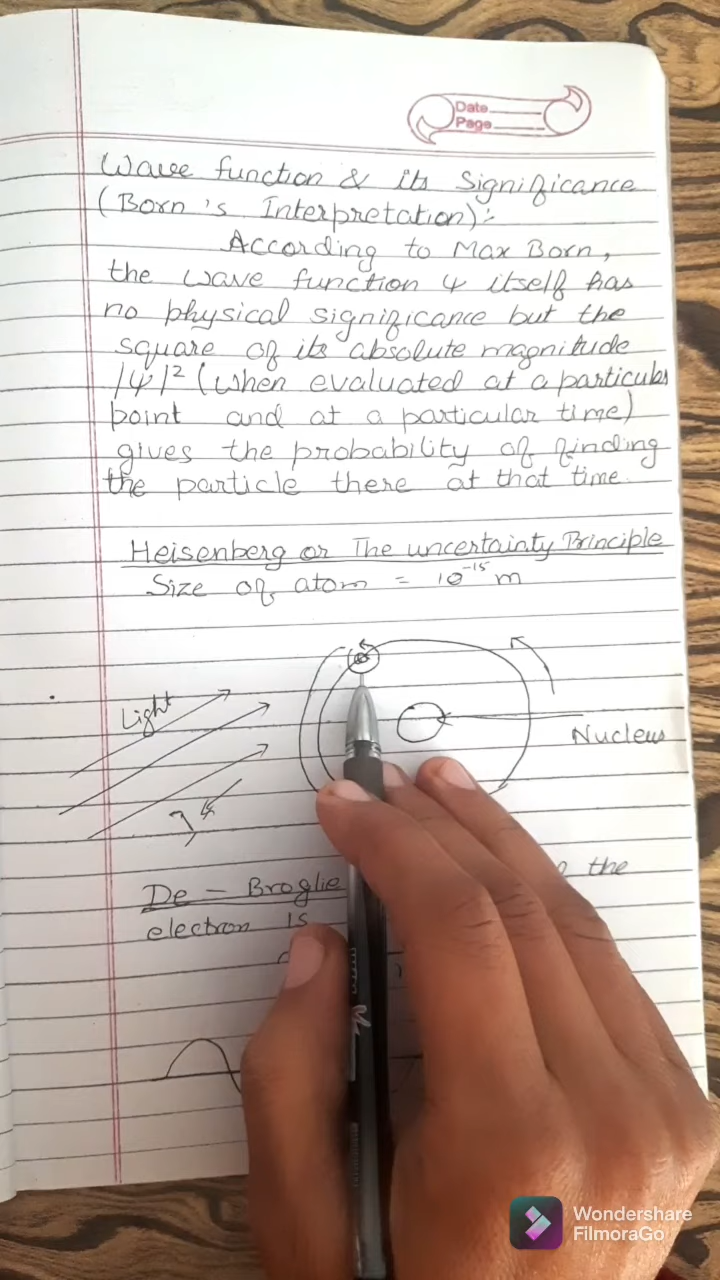 Date
Page
Wave function & its Significance
(Born's Interpretation):-
According to Max Born,
the wave function ψ itself has
no physical significance but the
square of its absolute magnitude
|ψ|² (when evaluated at a particular
point and at a particular time)
gives the probability of finding
the particle there at that time.
Heisenberg or The uncertainty Principle
Size of atom = 10⁻¹⁵ m
Light
Nucleus
De - Broglie
the
electron is
Wondershare
FilmoraGo